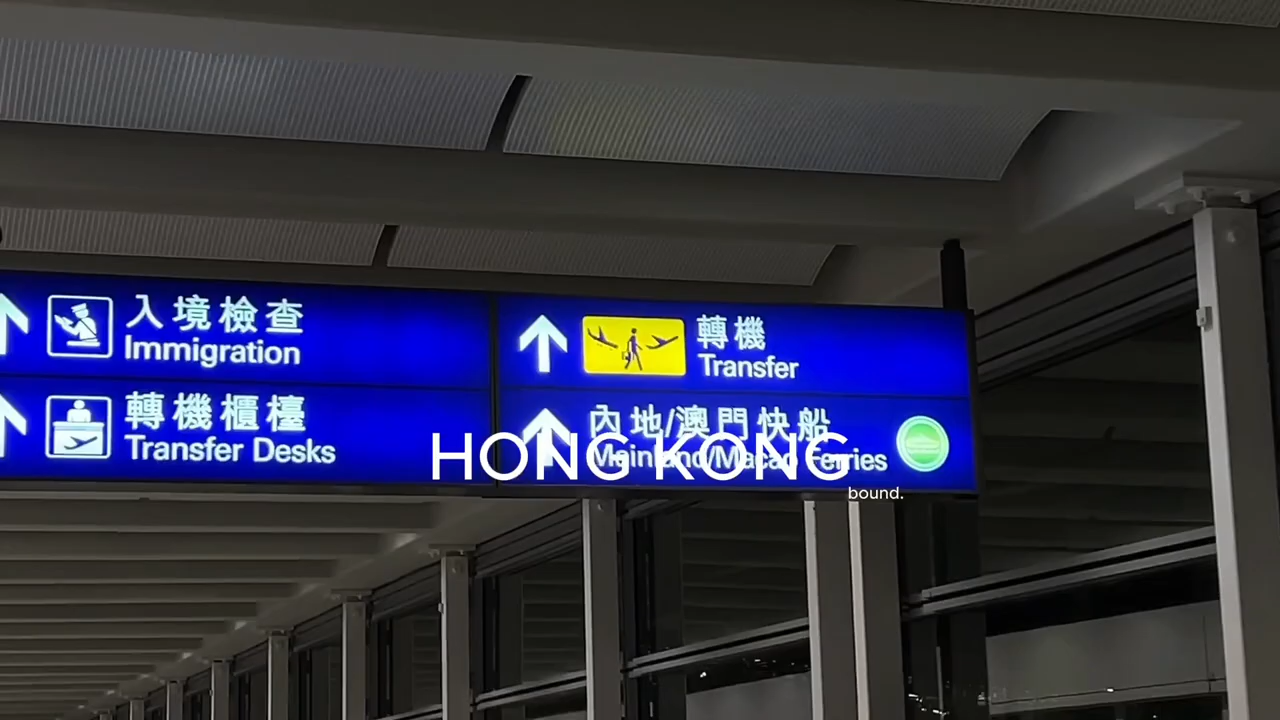 入境檢查
Immigration
轉機櫃檯
Transfer Desks
轉機
Transfer
內地/澳門快船
Mainland/Macao Ferries
HONG KONG
bound.